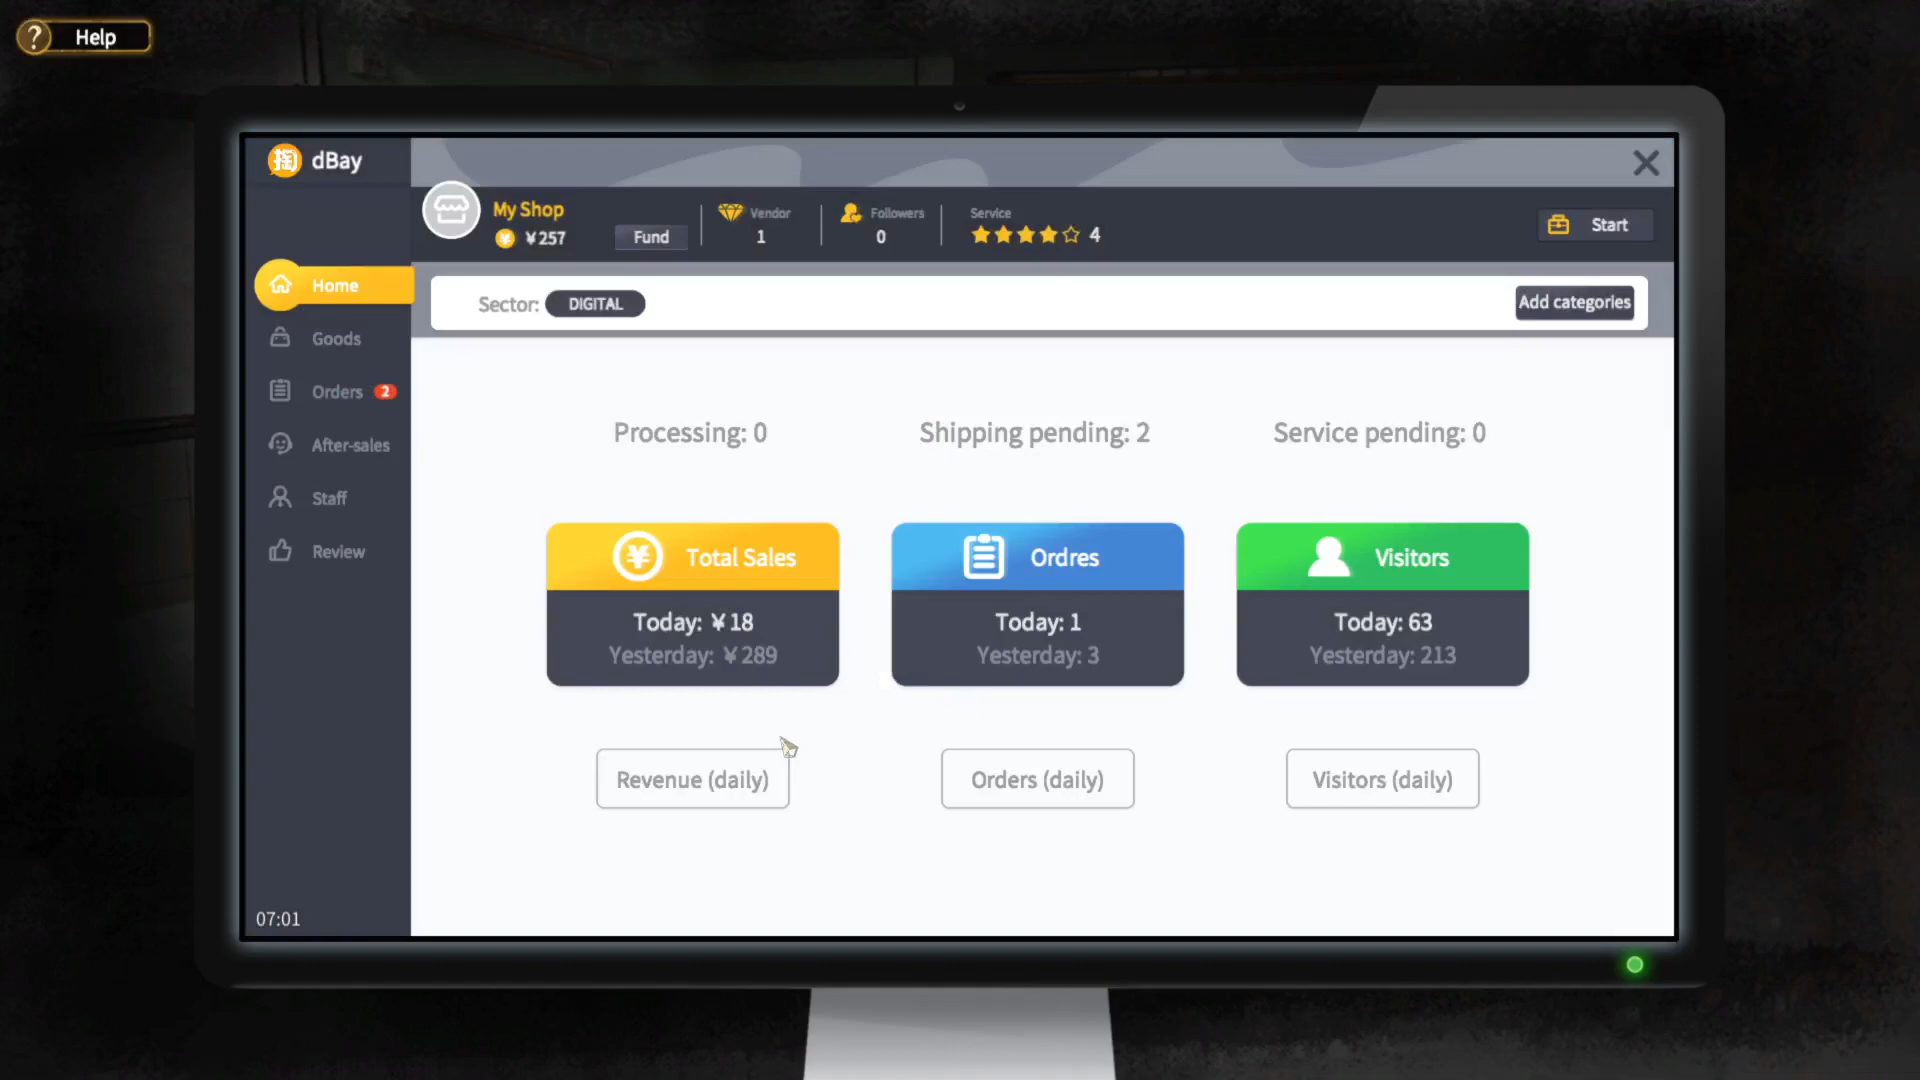 Help
掏 dBay
My Shop
¥257
Fund
Vendor
1
Followers
0
Service
4
Start
Home
Goods
Orders 2
After-sales
Staff
Review
Sector: DIGITAL
Add categories
Processing: 0
Shipping pending: 2
Service pending: 0
Total Sales
Today: ¥18
Yesterday: ¥289
Ordres
Today: 1
Yesterday: 3
Visitors
Today: 63
Yesterday: 213
Revenue (daily)
Orders (daily)
Visitors (daily)
07:01